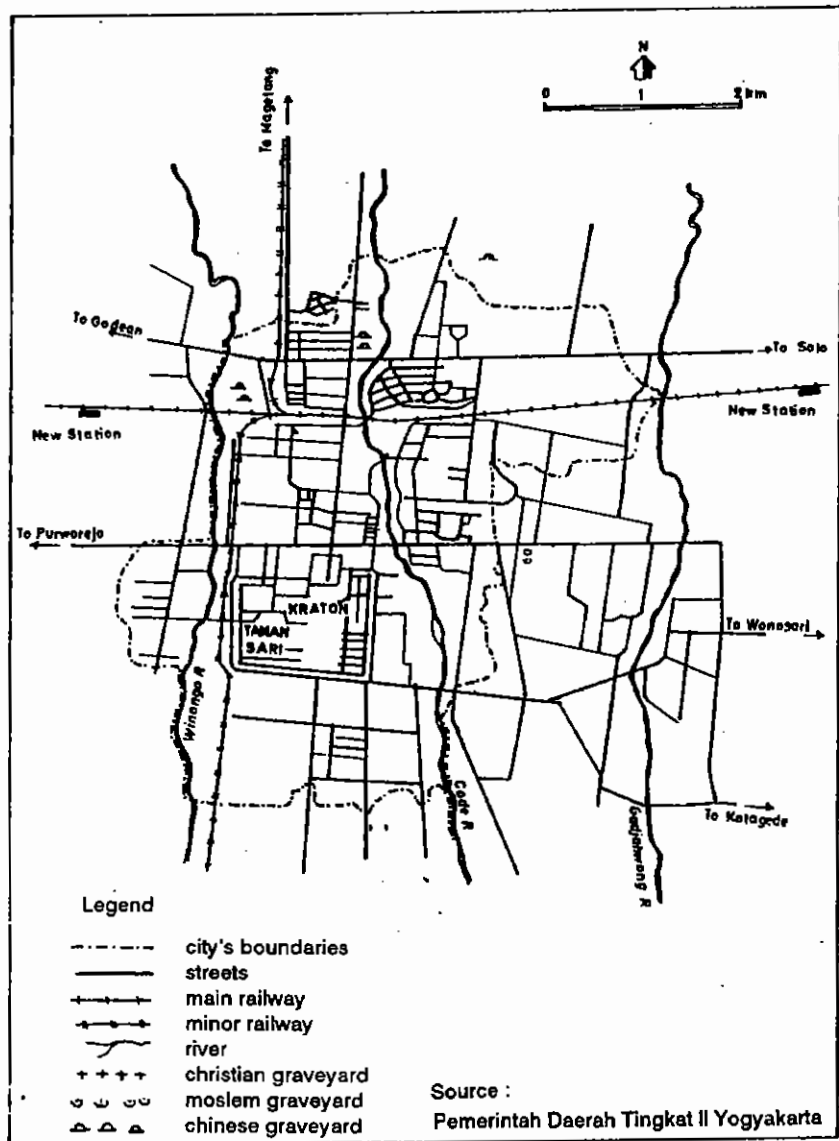 N
0 1 2 km
To Magelang
To Godean
To Solo
New Station
New Station
To Purworejo
KRATON
TAMAN
SARI
To Wonosari
Winongo R
Code R
Gadjahwong R
To Kotagede
Legend
city's boundaries
streets
main railway
minor railway
river
christian graveyard
moslem graveyard
chinese graveyard
Source :
Pemerintah Daerah Tingkat II Yogyakarta